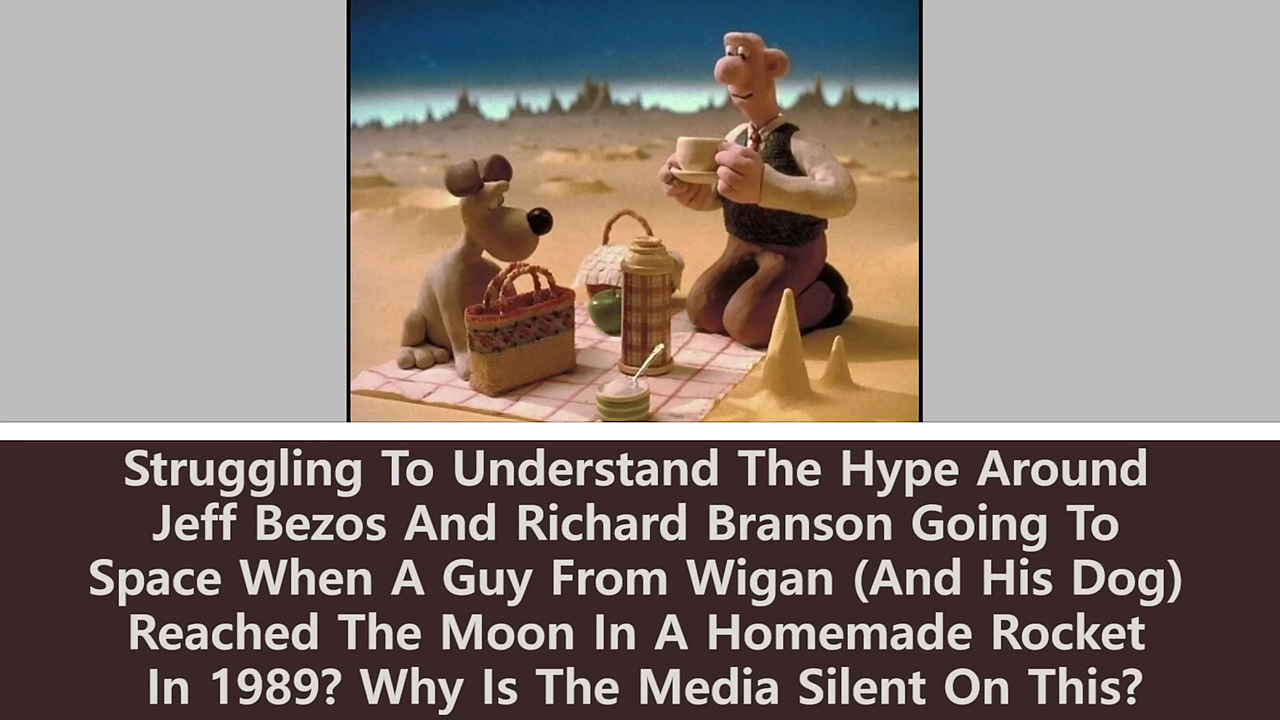 Struggling To Understand The Hype Around
Jeff Bezos And Richard Branson Going To
Space When A Guy From Wigan (And His Dog)
Reached The Moon In A Homemade Rocket
In 1989? Why Is The Media Silent On This?